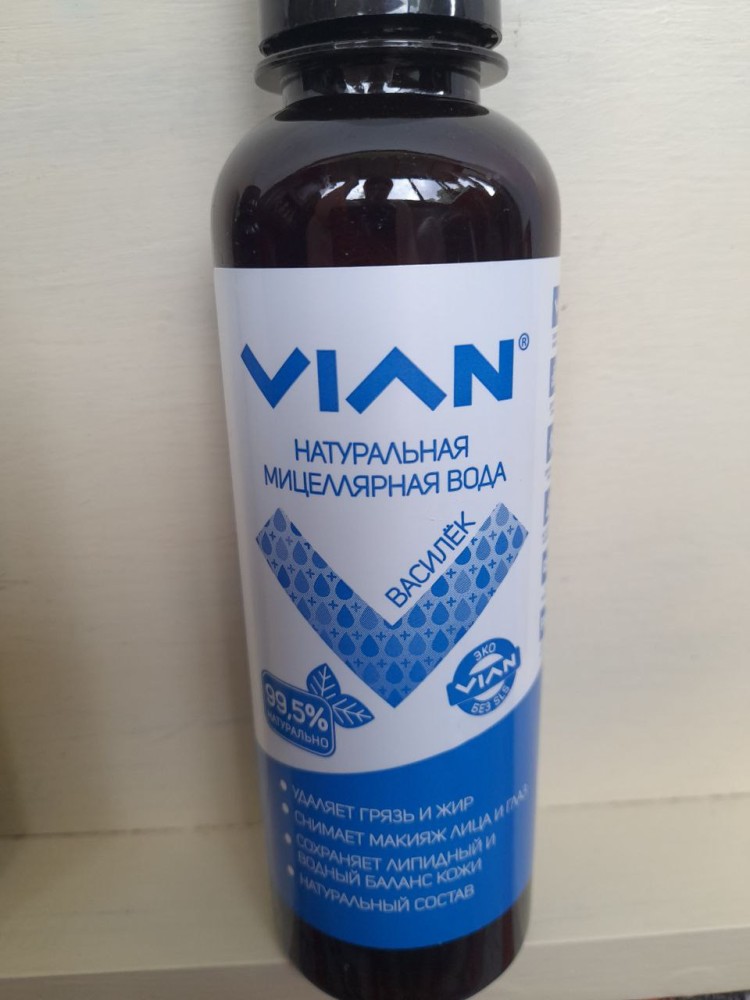 VIAN®
НАТУРАЛЬНАЯ
МИЦЕЛЛЯРНАЯ ВОДА
ВАСИЛЁК
ЭКО
VIAN
БЕЗ SLS
99,5%
НАТУРАЛЬНО
• УДАЛЯЕТ ГРЯЗЬ И ЖИР
• СНИМАЕТ МАКИЯЖ ЛИЦА И ГЛАЗ
• СОХРАНЯЕТ ЛИПИДНЫЙ И
ВОДНЫЙ БАЛАНС КОЖИ
• НАТУРАЛЬНЫЙ СОСТАВ